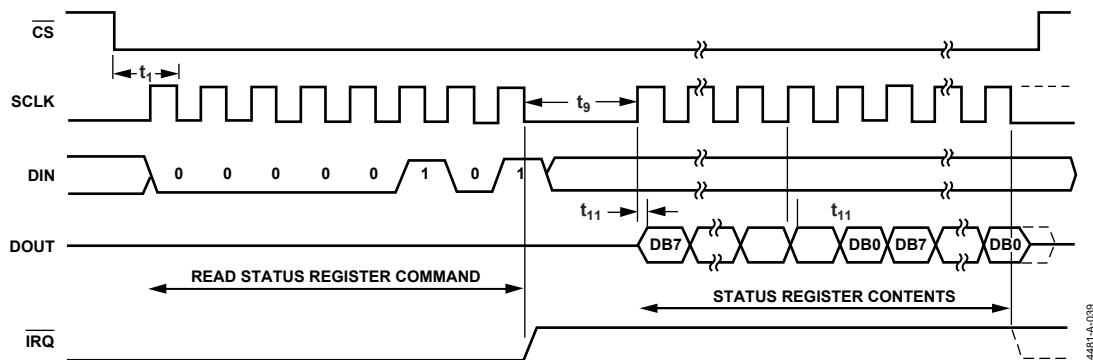 CS
t1
SCLK
t9
DIN
0 0 0 0 0 1 0 1
t11
t11
DOUT
DB7 DB0 DB7 DB0
READ STATUS REGISTER COMMAND
STATUS REGISTER CONTENTS
IRQ
4481-A-039